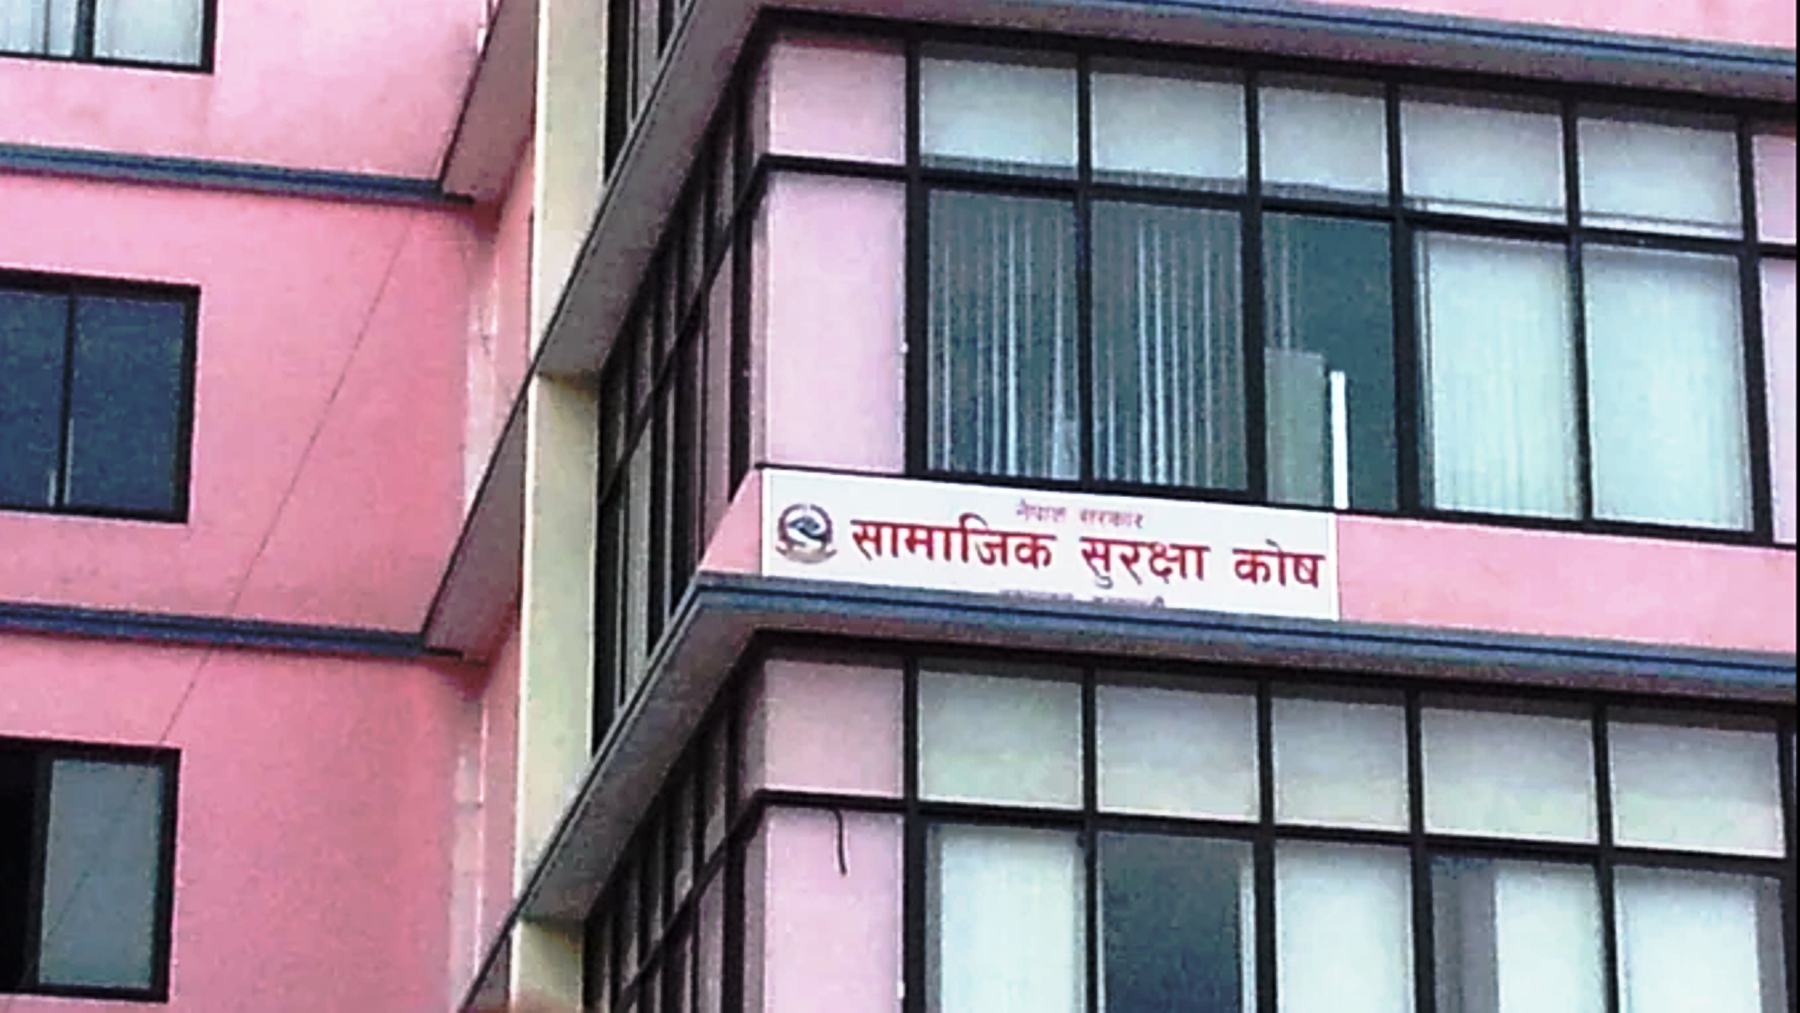 नेपाल सरकार
सामाजिक सुरक्षा कोष